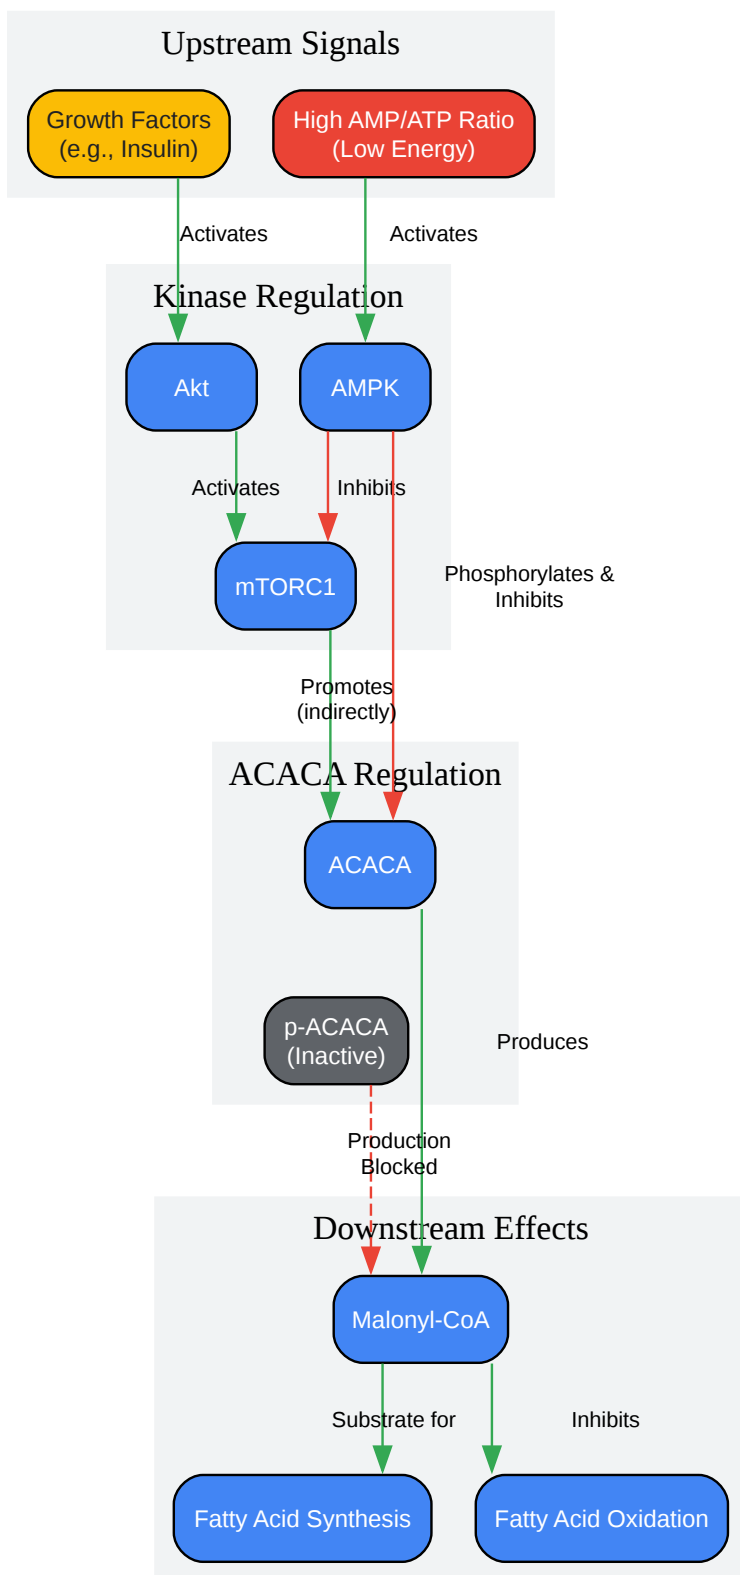 Upstream Signals
Growth Factors
(e.g., Insulin)
High AMP/ATP Ratio
(Low Energy)
Activates
Activates
Kinase Regulation
Akt
AMPK
Activates
Inhibits
Phosphorylates &
Inhibits
mTORC1
Promotes
(indirectly)
ACACA Regulation
ACACA
p-ACACA
(Inactive)
Produces
Production
Blocked
Downstream Effects
Malonyl-CoA
Substrate for
Inhibits
Fatty Acid Synthesis
Fatty Acid Oxidation